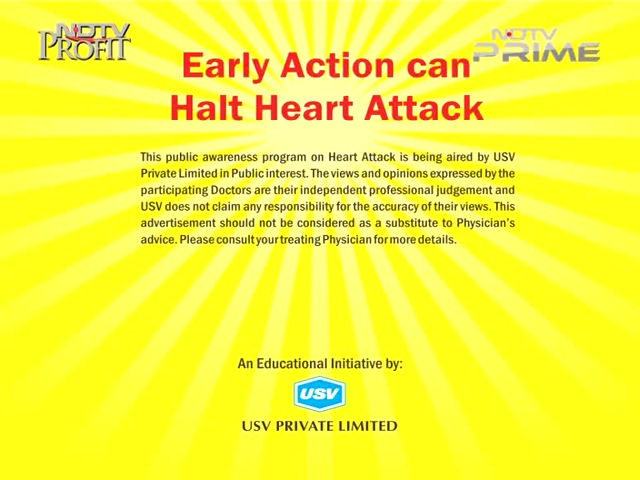 NDTV
PROFIT
NDTV
PRIME
Early Action can
Halt Heart Attack
This public awareness program on Heart Attack is being aired by USV
Private Limited in Public interest. The views and opinions expressed by the
participating Doctors are their independent professional judgement and
USV does not claim any responsibility for the accuracy of their views. This
advertisement should not be considered as a substitute to Physician's
advice. Please consult your treating Physician for more details.
An Educational Initiative by:
USV
USV PRIVATE LIMITED